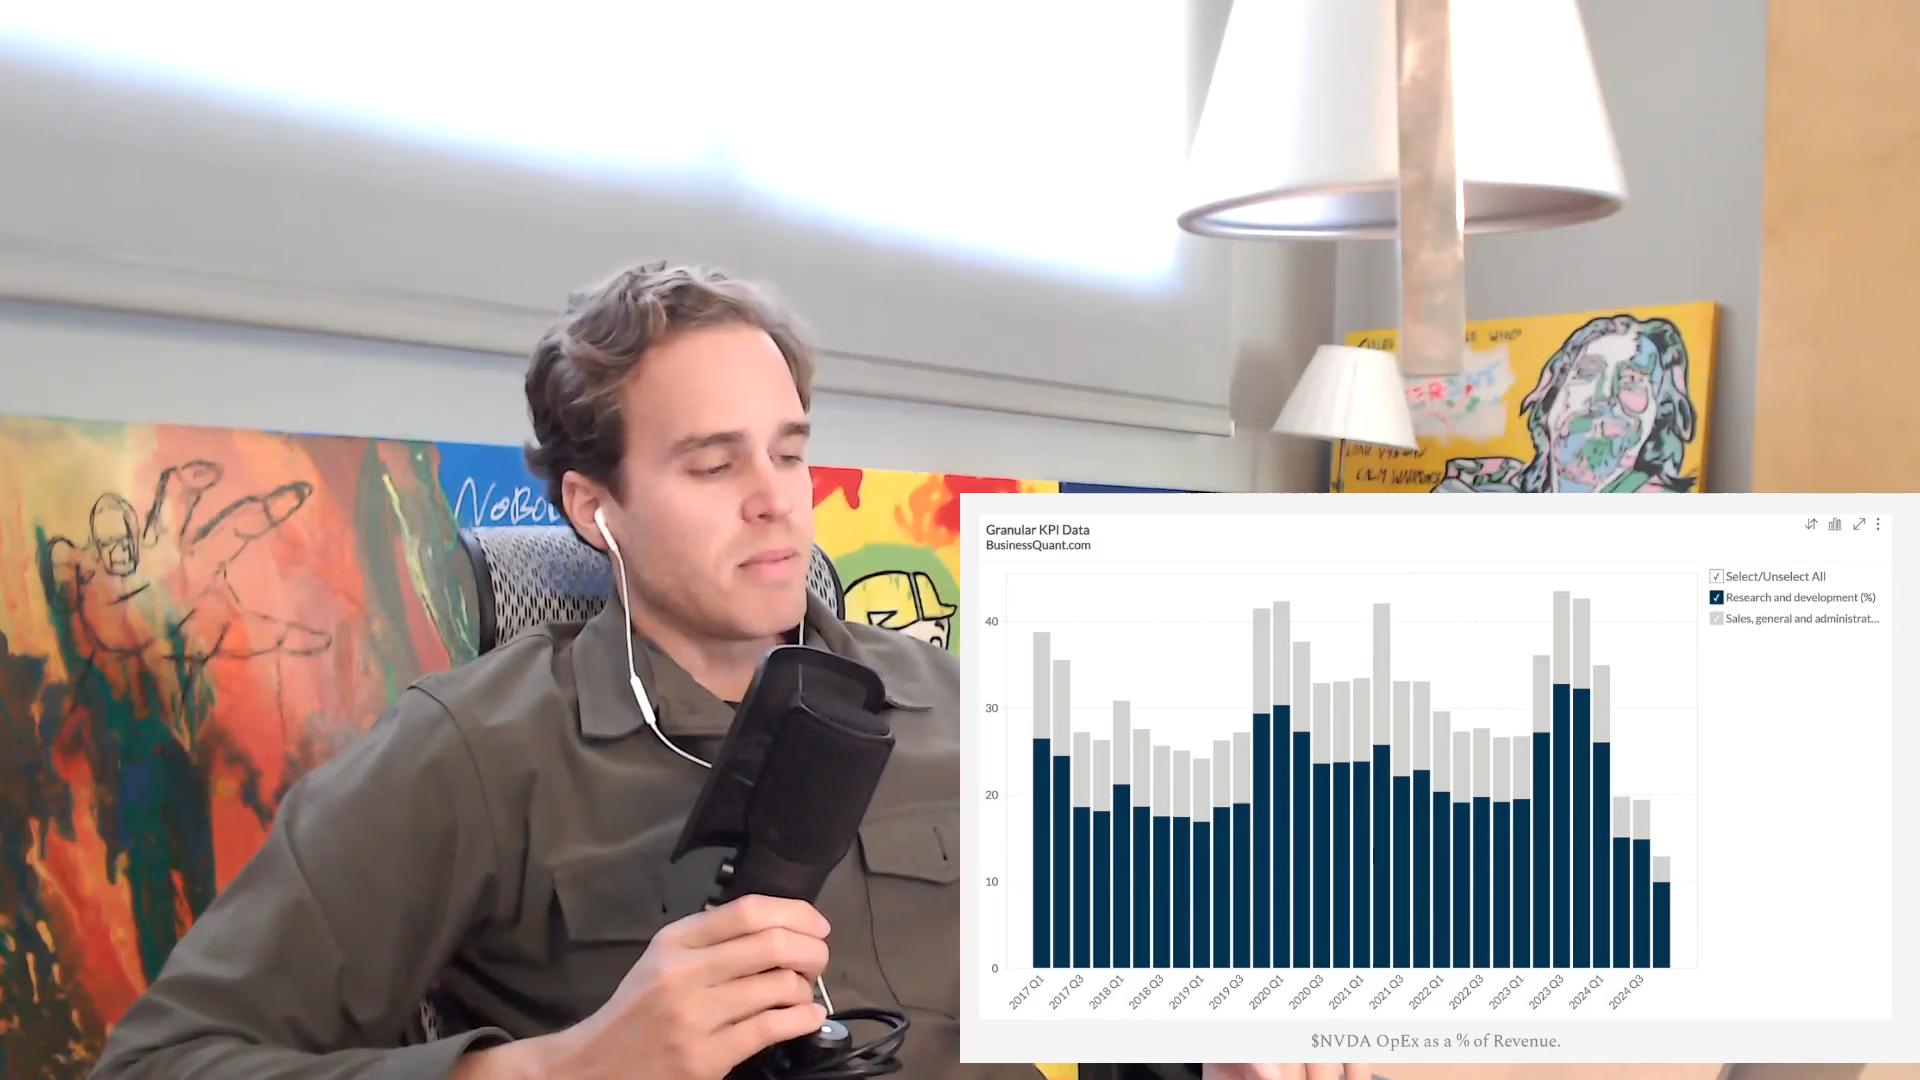 NOBO
Granular KPI Data
BusinessQuant.com
Select/Unselect All
Research and development (%)
Sales, general and administrat...
40
30
20
10
0
2017 Q1
2017 Q3
2018 Q1
2018 Q3
2019 Q1
2019 Q3
2020 Q1
2020 Q3
2021 Q1
2021 Q3
2022 Q1
2022 Q3
2023 Q1
2023 Q3
2024 Q1
2024 Q3
$NVDA OpEx as a % of Revenue.